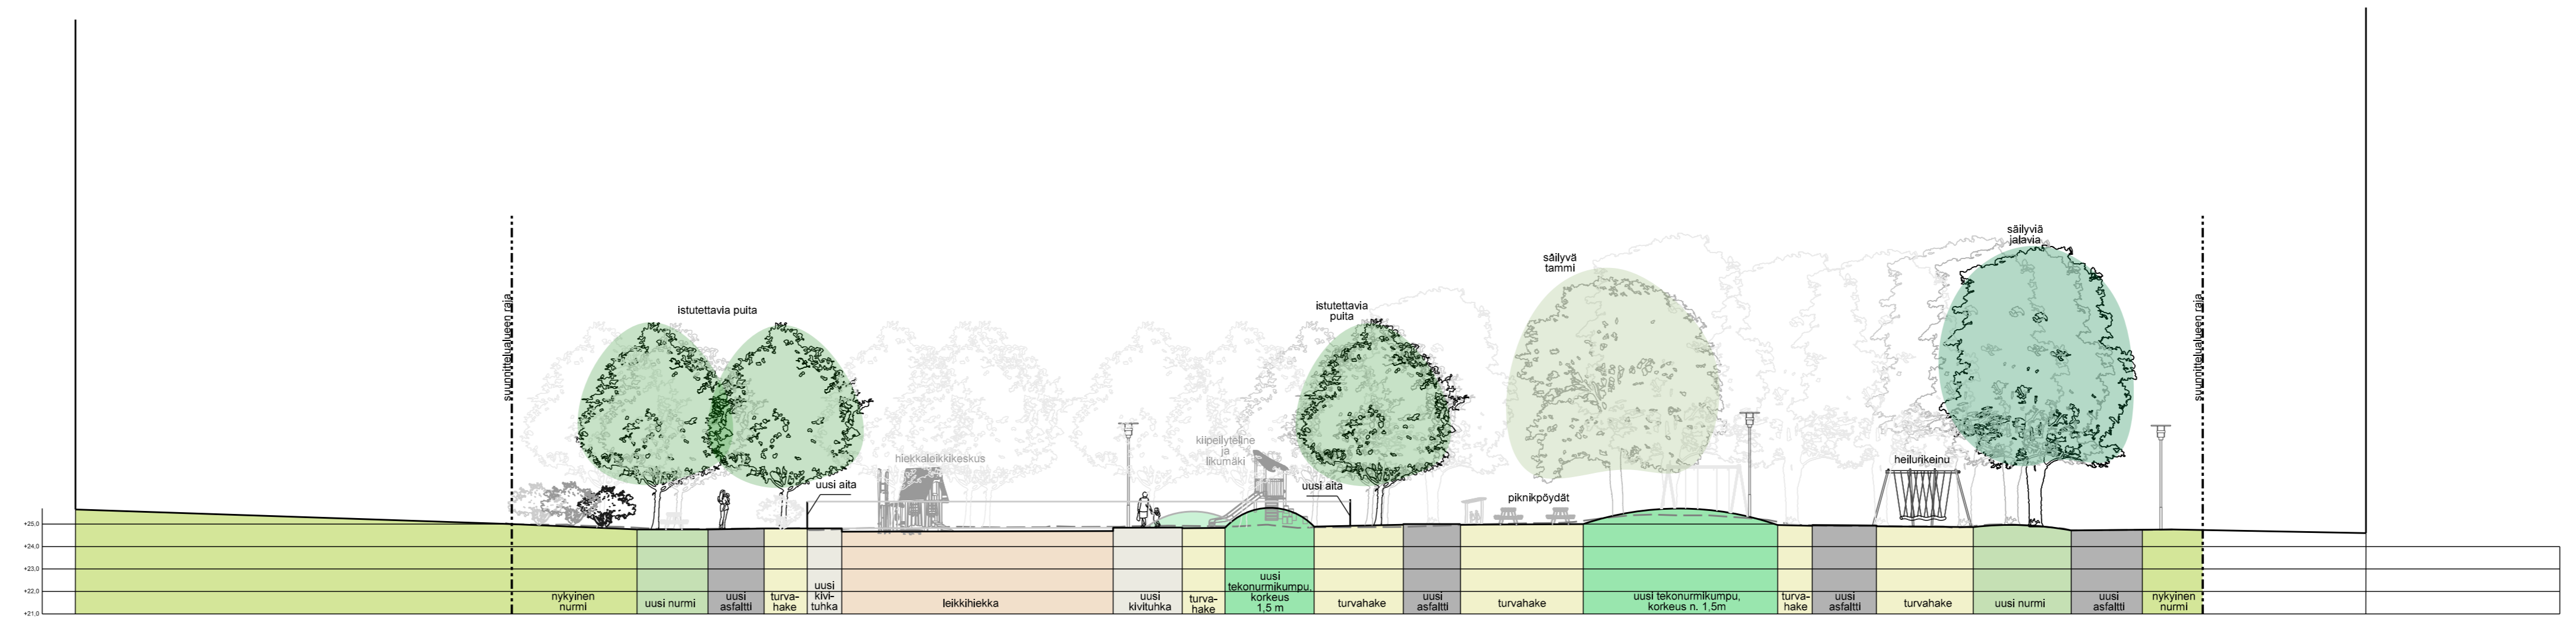 säilyviä
jalavia
säilyvä
tammi
suunnittelualueen raja
istutettavia puita
istutettavia
puita
suunnittelualueen raja
kiipeilyteline
ja
liukumäki
hiekkaleikkikeskus
heilurikeinu
uusi aita
uusi aita
piknikpöydät
+25,0
+24,0
+23,0
+22,0
+21,0
nykyinen
nurmi
uusi nurmi
uusi
asfaltti
turva-
hake
uusi
kivi-
tuhka
leikkihiekka
uusi
kivituhka
turva-
hake
uusi
tekonurmikumpu,
korkeus
1,5 m
turvahake
uusi
asfaltti
turvahake
uusi tekonurmikumpu,
korkeus n. 1,5m
turva-
hake
uusi
asfaltti
turvahake
uusi nurmi
uusi
asfaltti
nykyinen
nurmi